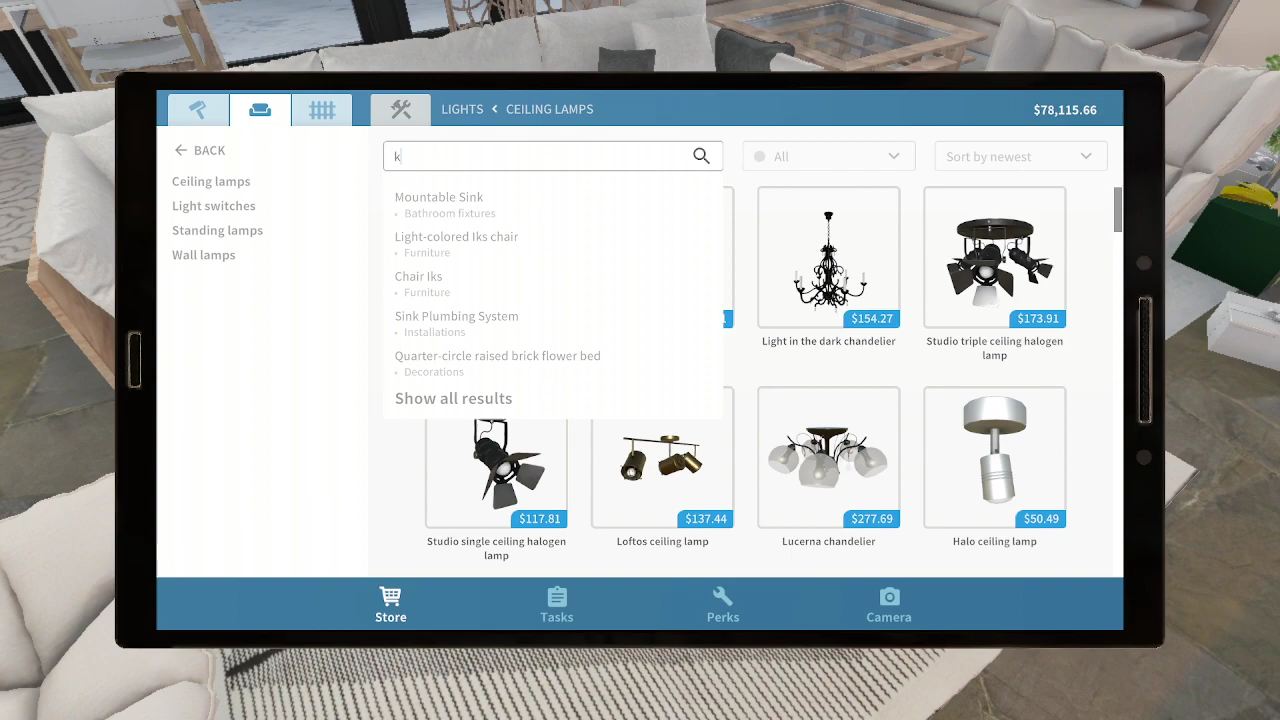 LIGHTS < CEILING LAMPS
$78,115.66
BACK
Ceiling lamps
Light switches
Standing lamps
Wall lamps
k
All
Sort by newest
Mountable Sink
• Bathroom fixtures
Light-colored Iks chair
• Furniture
Chair Iks
• Furniture
Sink Plumbing System
• Installations
Quarter-circle raised brick flower bed
• Decorations
Show all results
$154.27
Light in the dark chandelier
$173.91
Studio triple ceiling halogen
lamp
$117.81
Studio single ceiling halogen
lamp
$137.44
Loftos ceiling lamp
$277.69
Lucerna chandelier
$50.49
Halo ceiling lamp
Store
Tasks
Perks
Camera